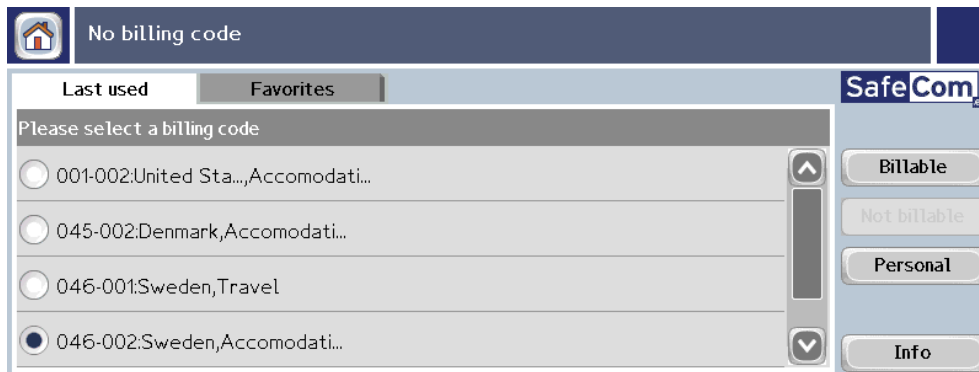 No billing code
Last used
Favorites
SafeCom
Please select a billing code
001-002:United Sta...,Accomodati...
045-002:Denmark,Accomodati...
046-001:Sweden,Travel
046-002:Sweden,Accomodati...
Billable
Not billable
Personal
Info